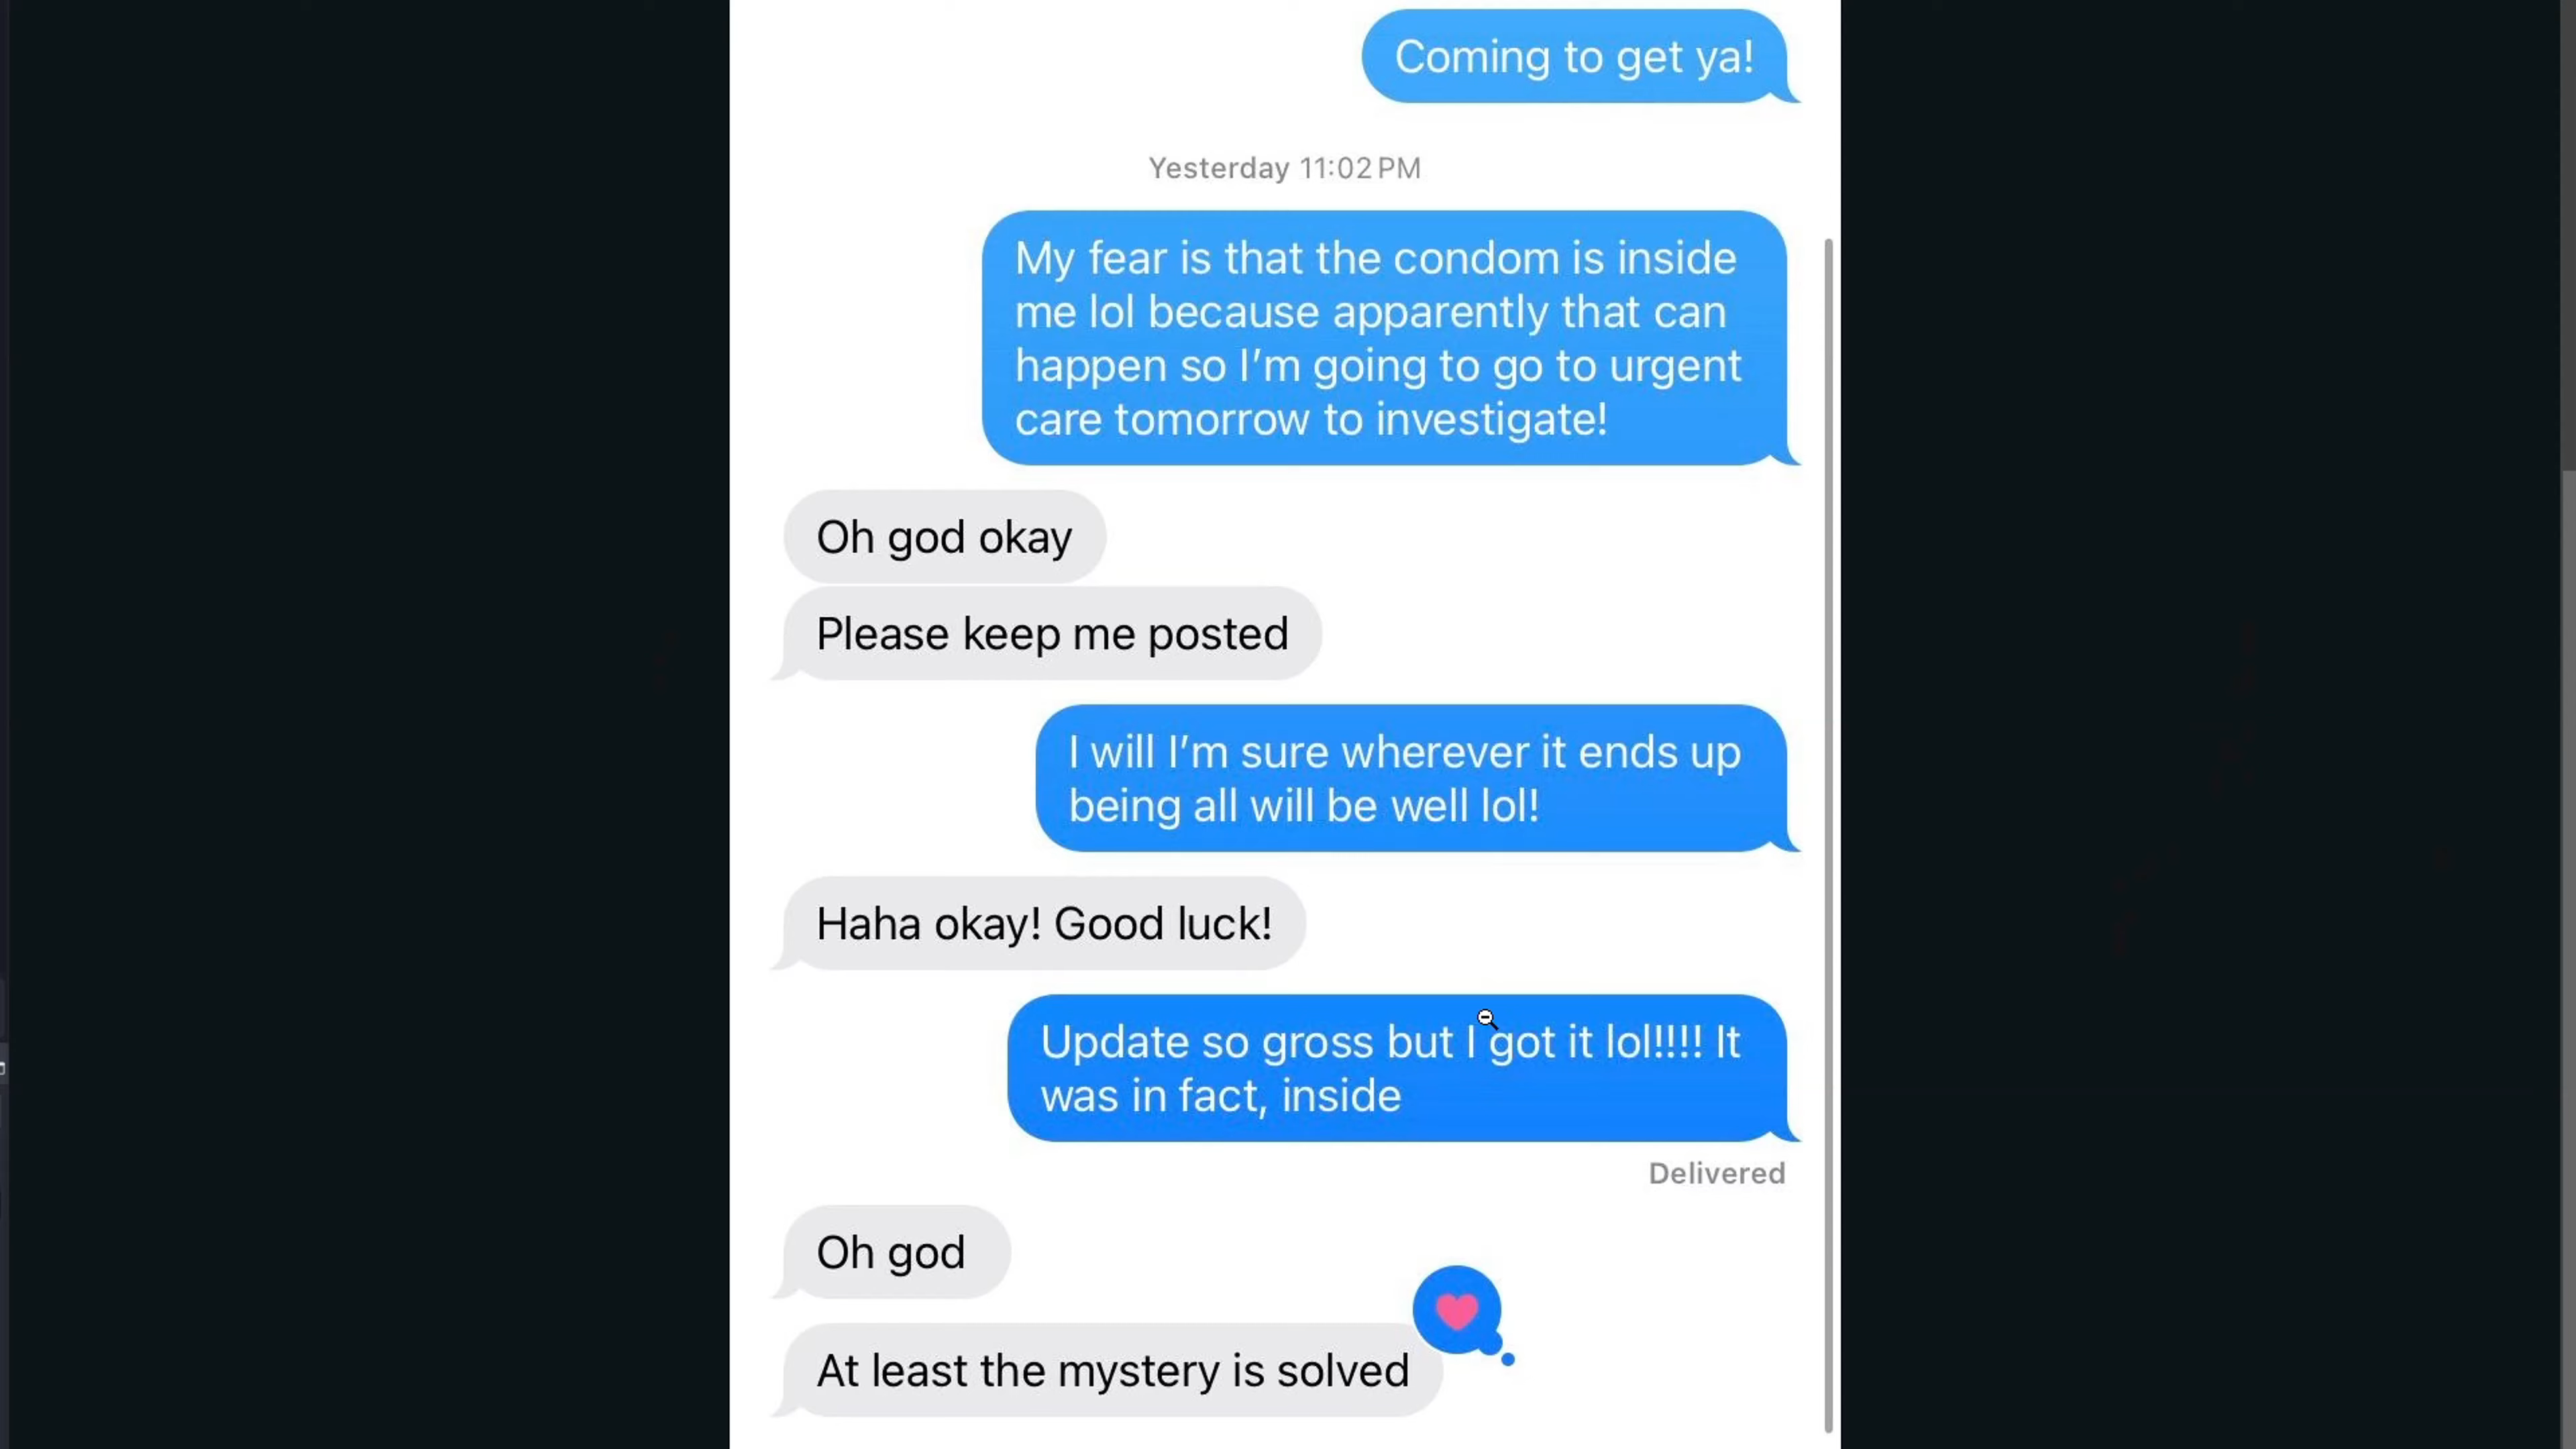 Coming to get ya!
Yesterday 11:02 PM
My fear is that the condom is inside
me lol because apparently that can
happen so I’m going to go to urgent
care tomorrow to investigate!
Oh god okay
Please keep me posted
I will I’m sure wherever it ends up
being all will be well lol!
Haha okay! Good luck!
Update so gross but I got it lol!!!! It
was in fact, inside
Delivered
Oh god
At least the mystery is solved